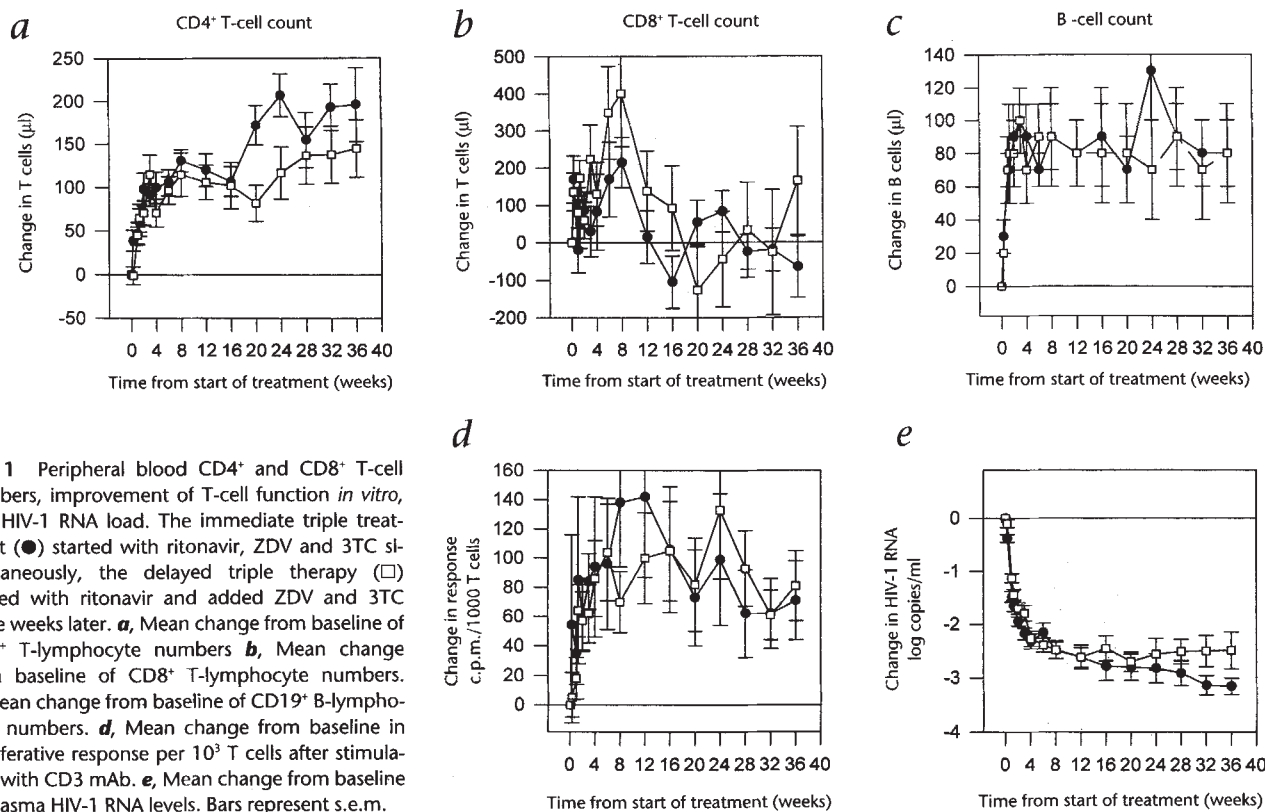 a
CD4⁺ T-cell count
Change in T cells (µl)
250
200
150
100
50
0
-50
0 4 8 12 16 20 24 28 32 36 40
Time from start of treatment (weeks)
b
CD8⁺ T-cell count
Change in T cells (µl)
500
400
300
200
100
0
-100
-200
0 4 8 12 16 20 24 28 32 36 40
Time from start of treatment (weeks)
c
B -cell count
Change in B cells (µl)
140
120
100
80
60
40
20
0
0 4 8 12 16 20 24 28 32 36 40
Time from start of treatment (weeks)
1 Peripheral blood CD4⁺ and CD8⁺ T-cell
bers, improvement of T-cell function in vitro,
HIV-1 RNA load. The immediate triple treat-
t (●) started with ritonavir, ZDV and 3TC si-
aneously, the delayed triple therapy (□)
ed with ritonavir and added ZDV and 3TC
e weeks later. a, Mean change from baseline of
⁺ T-lymphocyte numbers b, Mean change
baseline of CD8⁺ T-lymphocyte numbers.
ean change from baseline of CD19⁺ B-lympho-
numbers. d, Mean change from baseline in
ferative response per 10³ T cells after stimula-
with CD3 mAb. e, Mean change from baseline
asma HIV-1 RNA levels. Bars represent s.e.m.
d
Change in response
c.p.m./1000 T cells
160
140
120
100
80
60
40
20
0
0 4 8 12 16 20 24 28 32 36 40
Time from start of treatment (weeks)
e
Change in HIV-1 RNA
log copies/ml
0
-1
-2
-3
-4
0 4 8 12 16 20 24 28 32 36 40
Time from start of treatment (weeks)